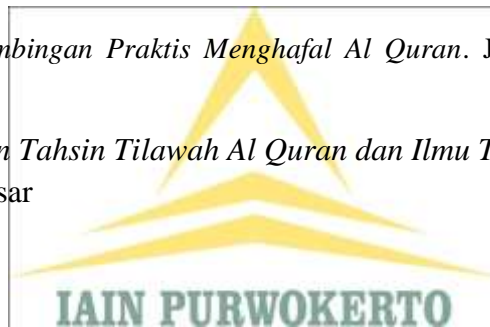 mbingan Praktis Menghafal Al Quran. J
n Tahsin Tilawah Al Quran dan Ilmu T
sar
IAIN PURWOKERTO